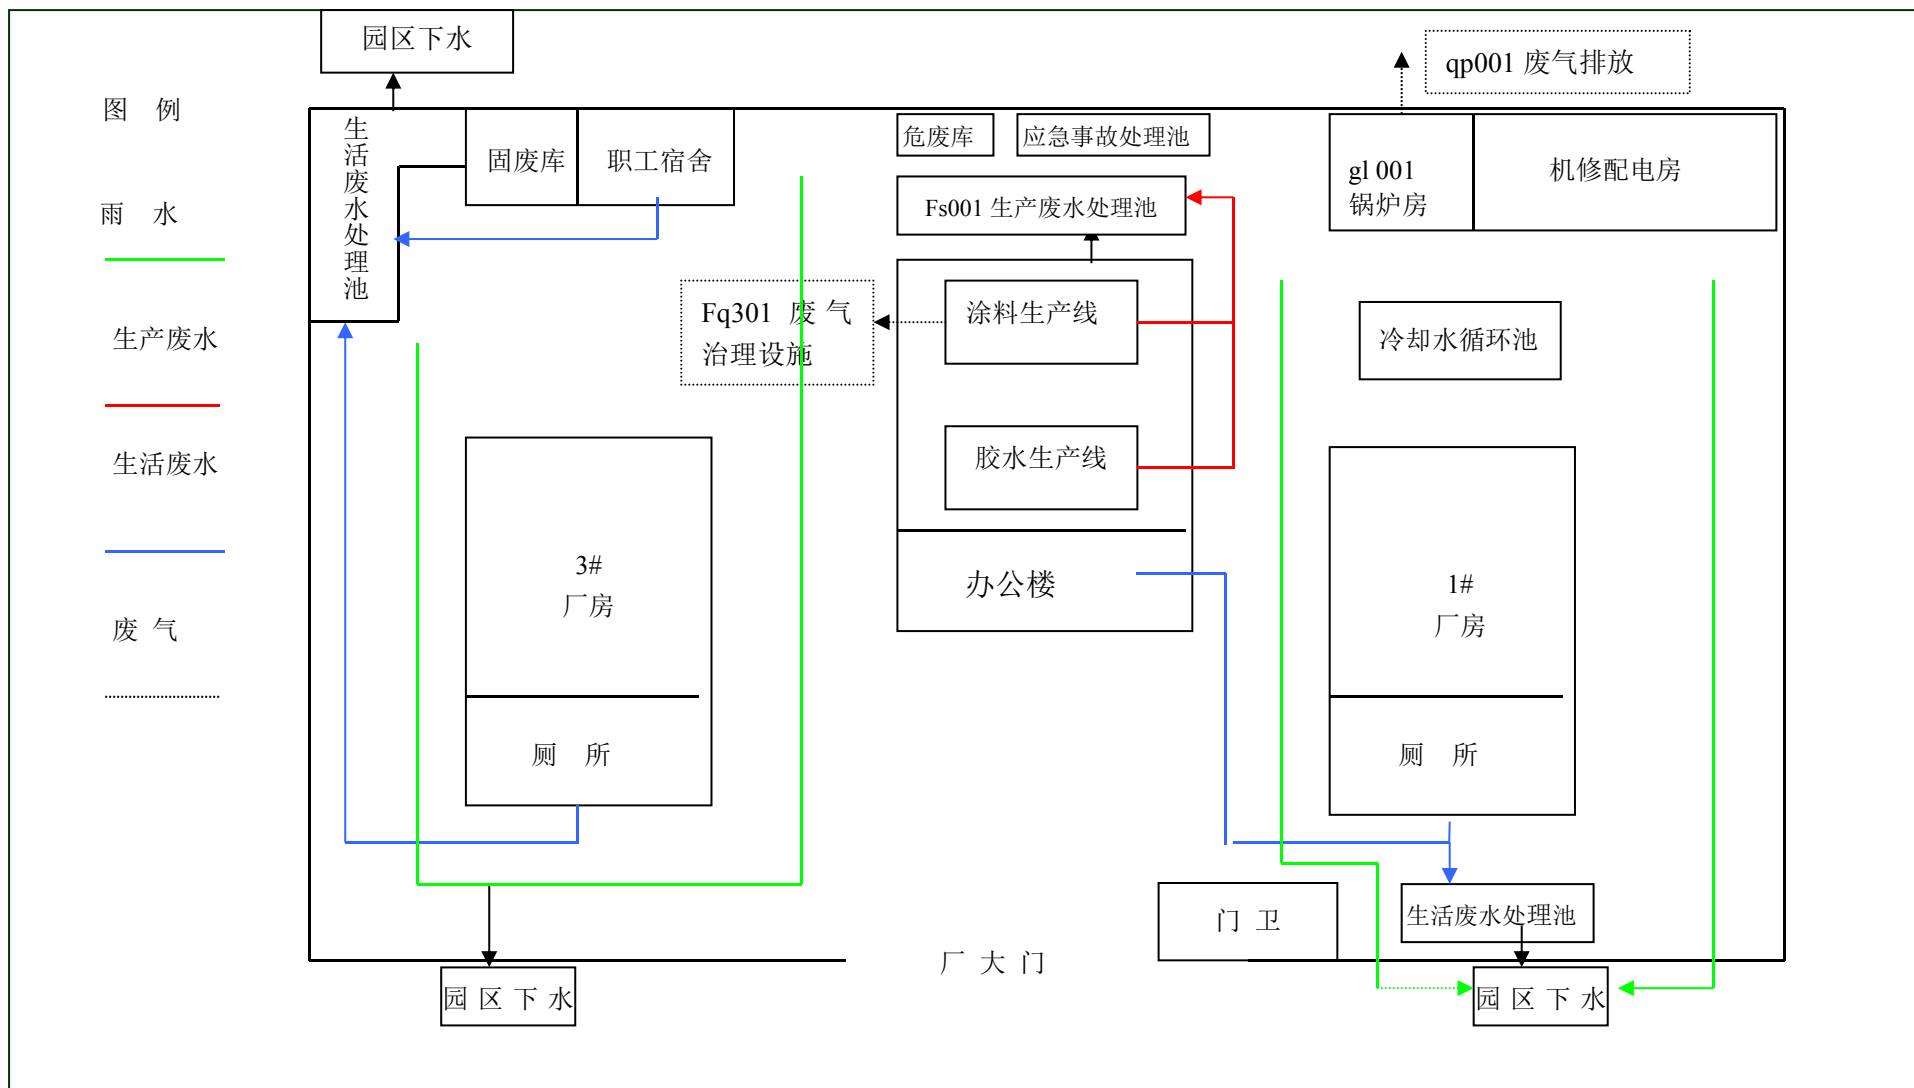 园区下水
qp001 废气排放
图 例
生活废水处理池
固废库
职工宿舍
危废库
应急事故处理池
gl 001
锅炉房
机修配电房
雨 水
Fs001 生产废水处理池
Fq301 废 气
治理设施
涂料生产线
冷却水循环池
生产废水
胶水生产线
生活废水
3#
厂房
办公楼
1#
厂房
废 气
厕 所
厕 所
门 卫
生活废水处理池
厂 大 门
园 区 下 水
园 区 下 水